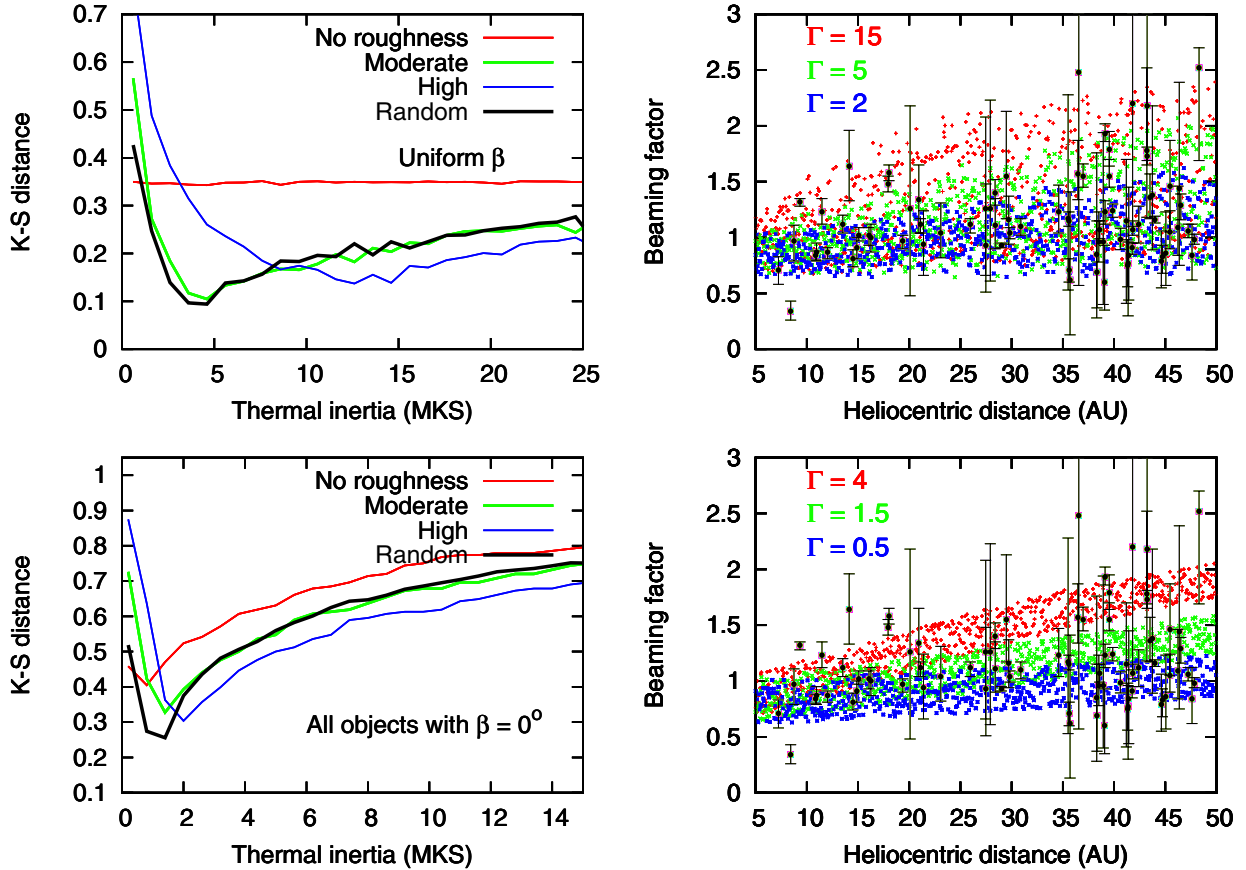 0.7
0.6
0.5
0.4
0.3
0.2
0.1
0
K-S distance
No roughness
Moderate
High
Random
Uniform β
0 5 10 15 20 25
Thermal inertia (MKS)
3
2.5
2
1.5
1
0.5
0
Beaming factor
Γ = 15
Γ = 5
Γ = 2
5 10 15 20 25 30 35 40 45 50
Heliocentric distance (AU)
1
0.9
0.8
0.7
0.6
0.5
0.4
0.3
0.2
0.1
K-S distance
No roughness
Moderate
High
Random
All objects with β = 0°
0 2 4 6 8 10 12 14
Thermal inertia (MKS)
3
2.5
2
1.5
1
0.5
0
Beaming factor
Γ = 4
Γ = 1.5
Γ = 0.5
5 10 15 20 25 30 35 40 45 50
Heliocentric distance (AU)